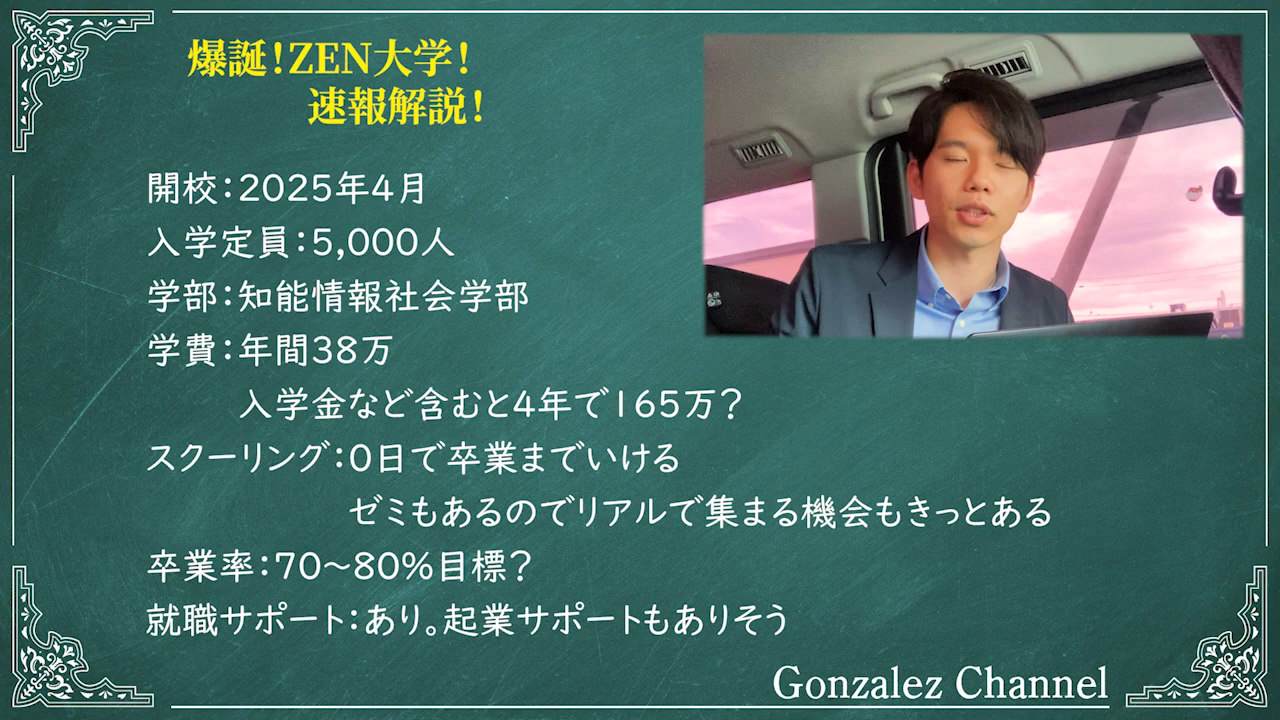 爆誕！ZEN大学！
速報解説！
開校：2025年4月
入学定員：5,000人
学部：知能情報社会学部
学費：年間38万
入学金など含むと4年で165万？
スクーリング：0日で卒業までいける
ゼミもあるのでリアルで集まる機会もきっとある
卒業率：70〜80%目標？
就職サポート：あり。起業サポートもありそう
Gonzalez Channel